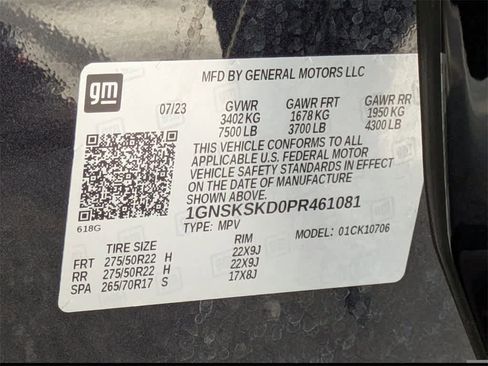 gm
MFD BY GENERAL MOTORS LLC
07/23 GVWR GAWR FRT GAWR RR
3402 KG 1678 KG 1950 KG
7500 LB 3700 LB 4300 LB
THIS VEHICLE CONFORMS TO ALL
APPLICABLE U.S. FEDERAL MOTOR
VEHICLE SAFETY STANDARDS IN EFFECT ON
THE DATE OF MANUFACTURE
SHOWN ABOVE.
1GNSKSKD0PR461081
618G TYPE: MPV MODEL: 01CK10706
TIRE SIZE RIM
FRT 275/50R22 H 22X9J
RR 275/50R22 H 22X9J
SPA 265/70R17 S 17X8J